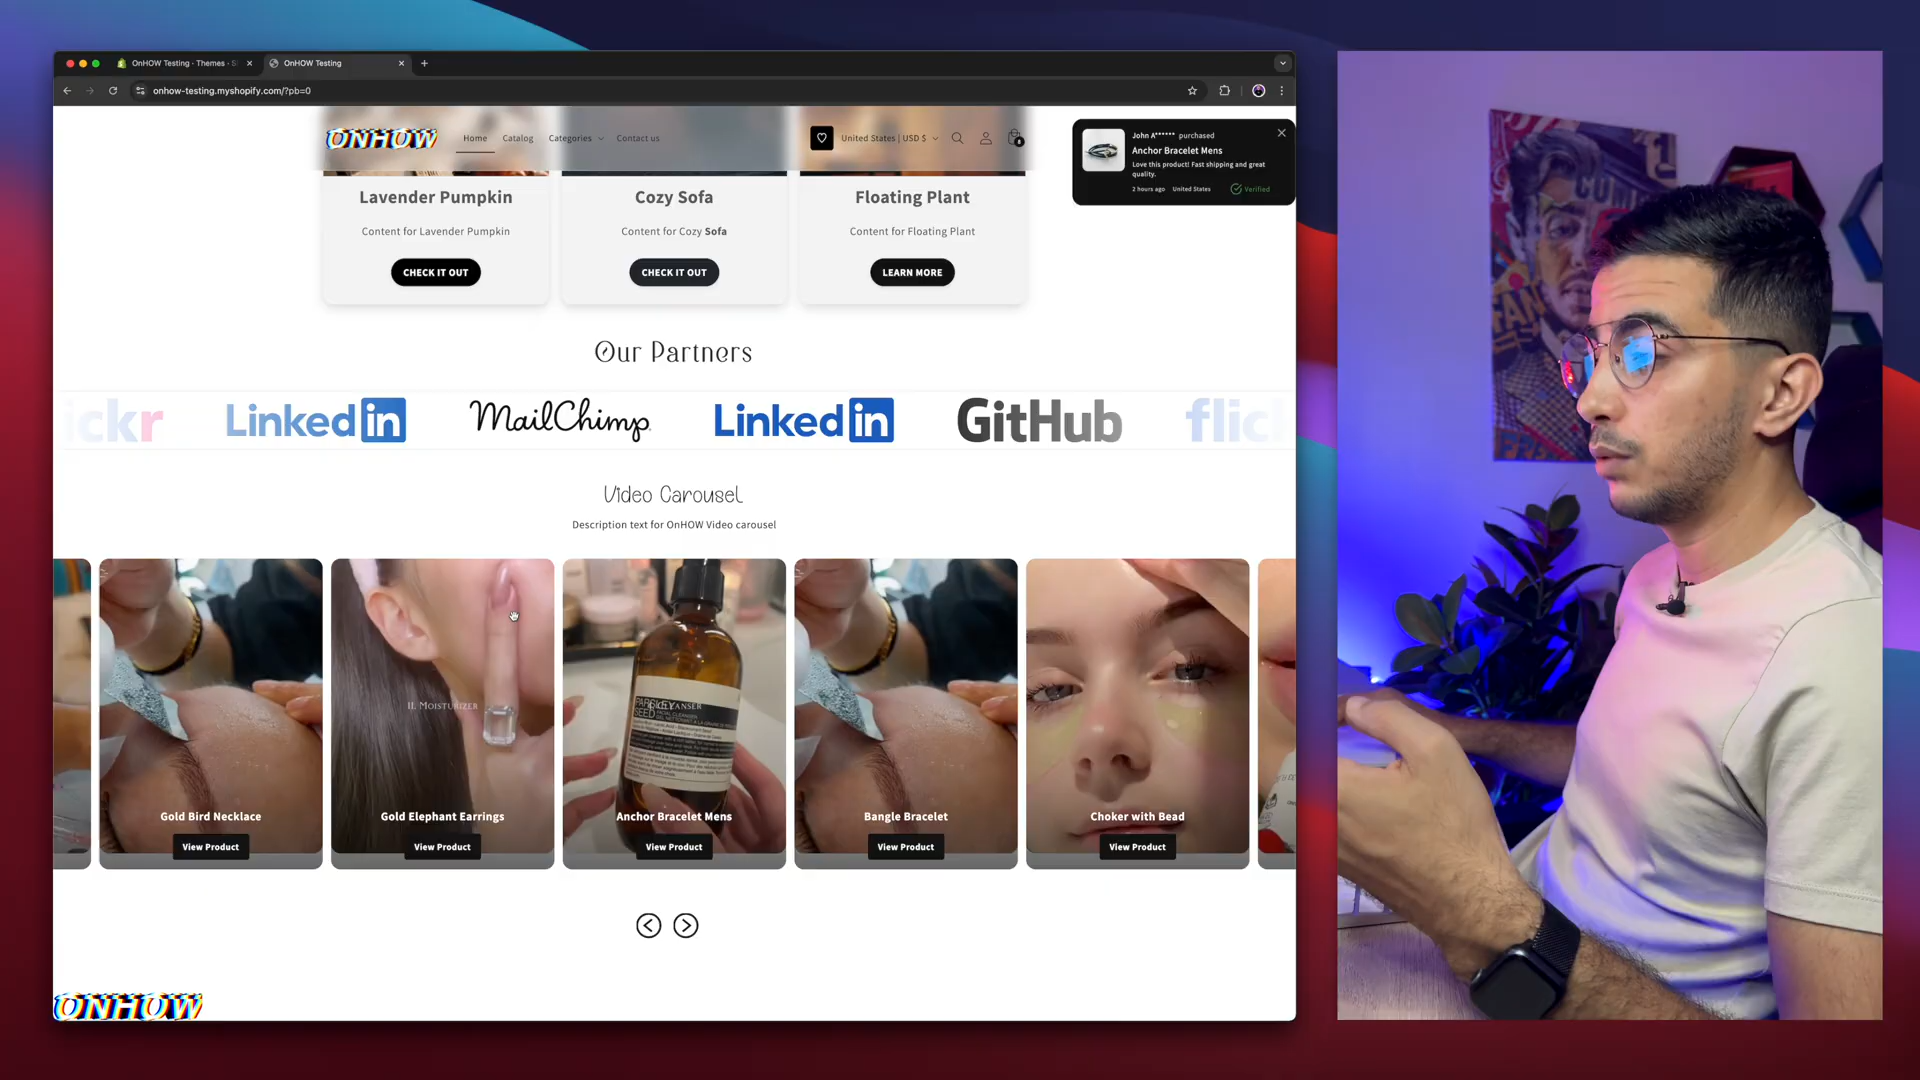 OnHOW Testing · Themes · S
OnHOW Testing
onhow-testing.myshopify.com/?pb=0
ONHOW
Home
Catalog
Categories
Contact us
United States | USD $
John A****** purchased
Anchor Bracelet Mens
Love this product! Fast shipping and great
quality.
2 hours ago
United States
Verified
Lavender Pumpkin
Content for Lavender Pumpkin
CHECK IT OUT
Cozy Sofa
Content for Cozy Sofa
CHECK IT OUT
Floating Plant
Content for Floating Plant
LEARN MORE
Our Partners
ickr
Linkedin
MailChimp
Linkedin
GitHub
flic
Video Carousel
Description text for OnHOW Video carousel
Gold Bird Necklace
View Product
II. Moisturizer
Gold Elephant Earrings
View Product
PARSLEY
SEED
CLEANSER
FACIAL CLEANSER
Anchor Bracelet Mens
View Product
Bangle Bracelet
View Product
Choker with Bead
View Product
ONHOW
FAN